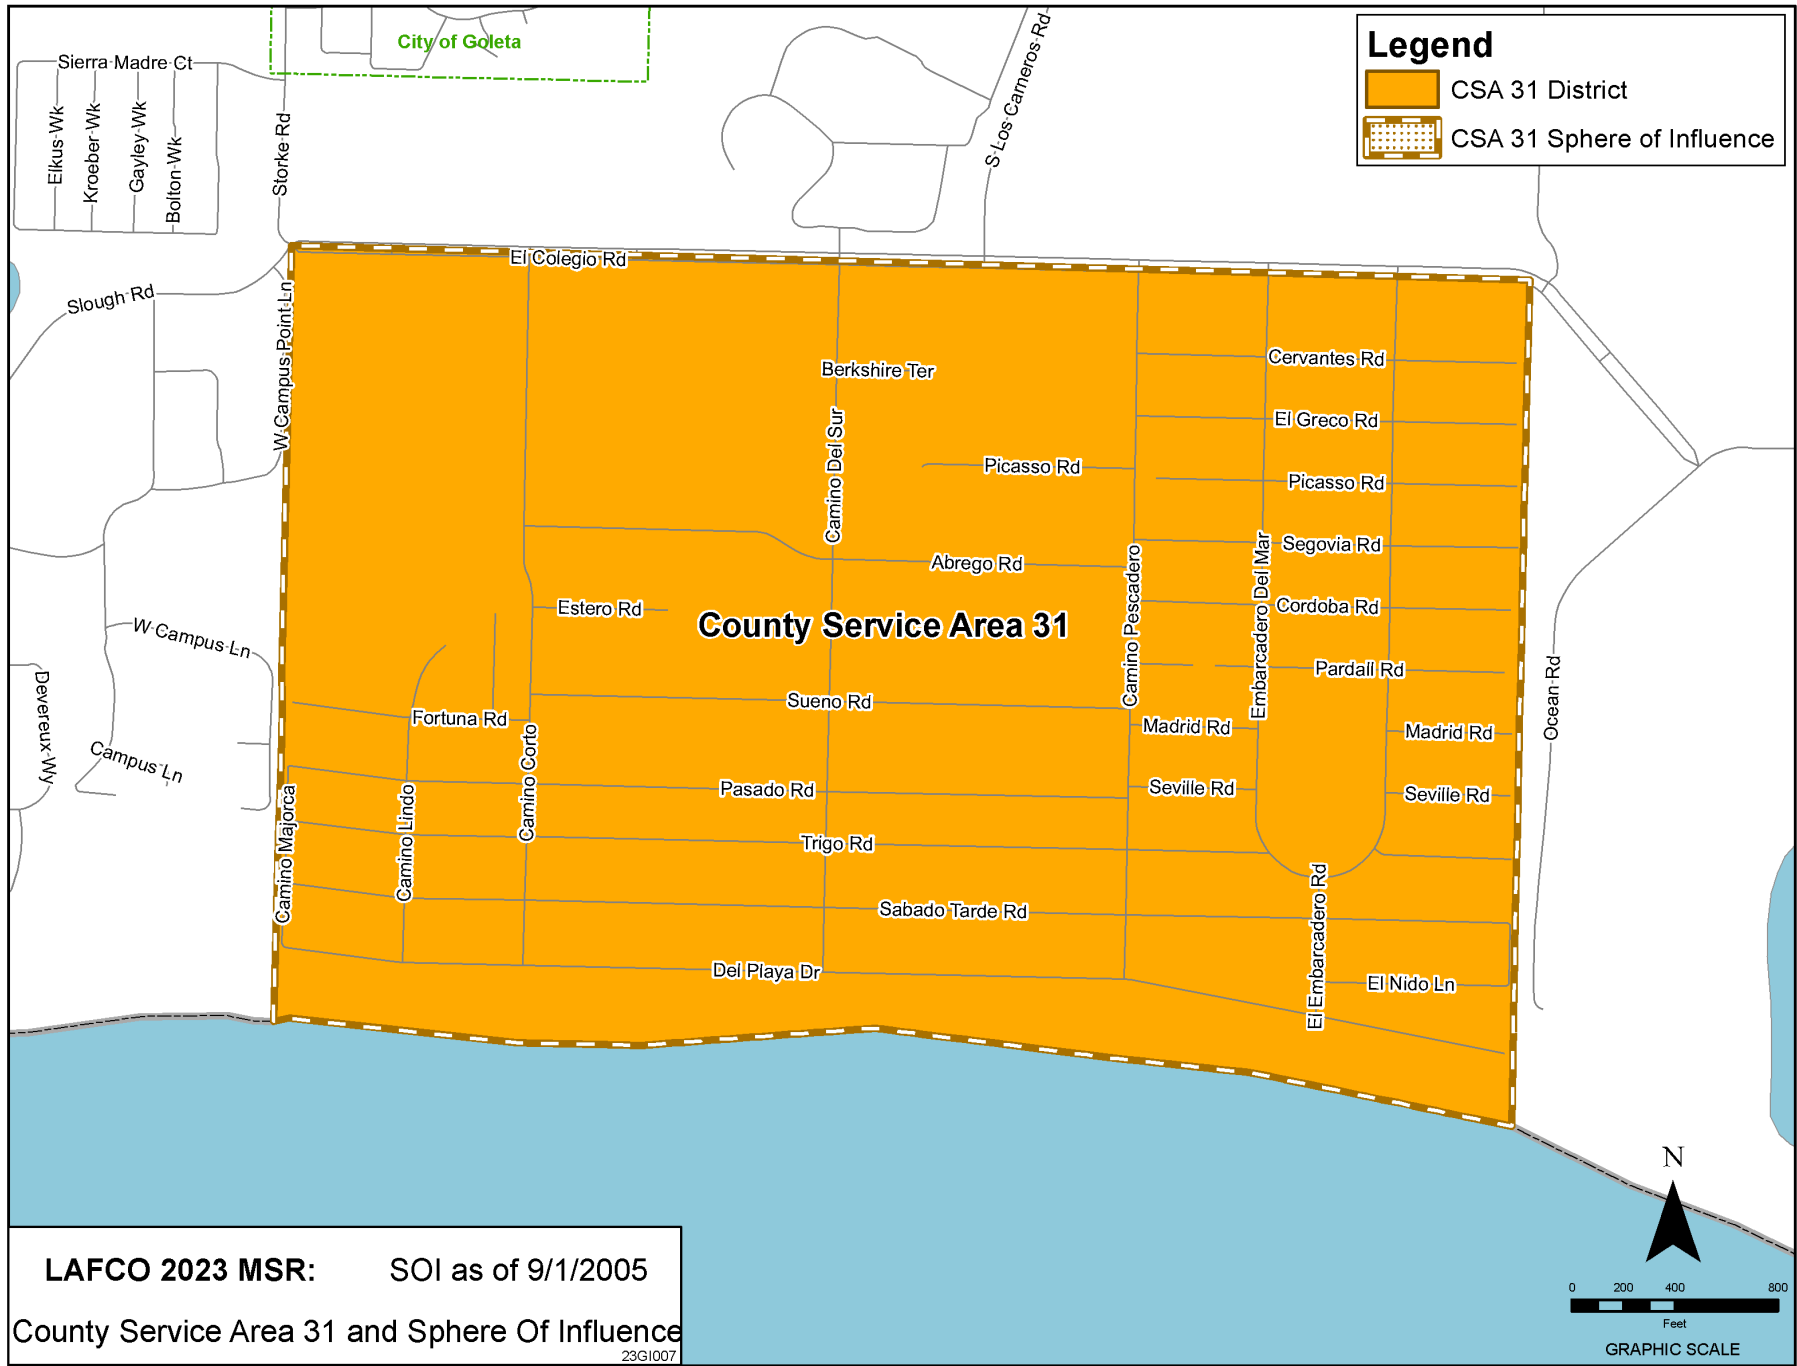 City of Goleta
Sierra Madre Ct
Elkus Wk
Kroeber Wk
Gayley Wk
Bolton Wk
Storke Rd
S Los Carneros Rd
Legend
CSA 31 District
CSA 31 Sphere of Influence
El Colegio Rd
Slough Rd
W Campus Point Ln
Cervantes Rd
Berkshire Ter
El Greco Rd
Camino Del Sur
Picasso Rd
Picasso Rd
Segovia Rd
Abrego Rd
Camino Pescadero
Embarcadero Del Mar
Estero Rd
Cordoba Rd
County Service Area 31
W Campus Ln
Pardall Rd
Ocean Rd
Devereux Wy
Sueno Rd
Fortuna Rd
Madrid Rd
Madrid Rd
Campus Ln
Camino Corto
Pasado Rd
Seville Rd
Seville Rd
Camino Majorca
Camino Lindo
Trigo Rd
Sabado Tarde Rd
El Embarcadero Rd
Del Playa Dr
El Nido Ln
N
LAFCO 2023 MSR: SOI as of 9/1/2005
County Service Area 31 and Sphere Of Influence
23GI007
0 200 400 800
Feet
GRAPHIC SCALE